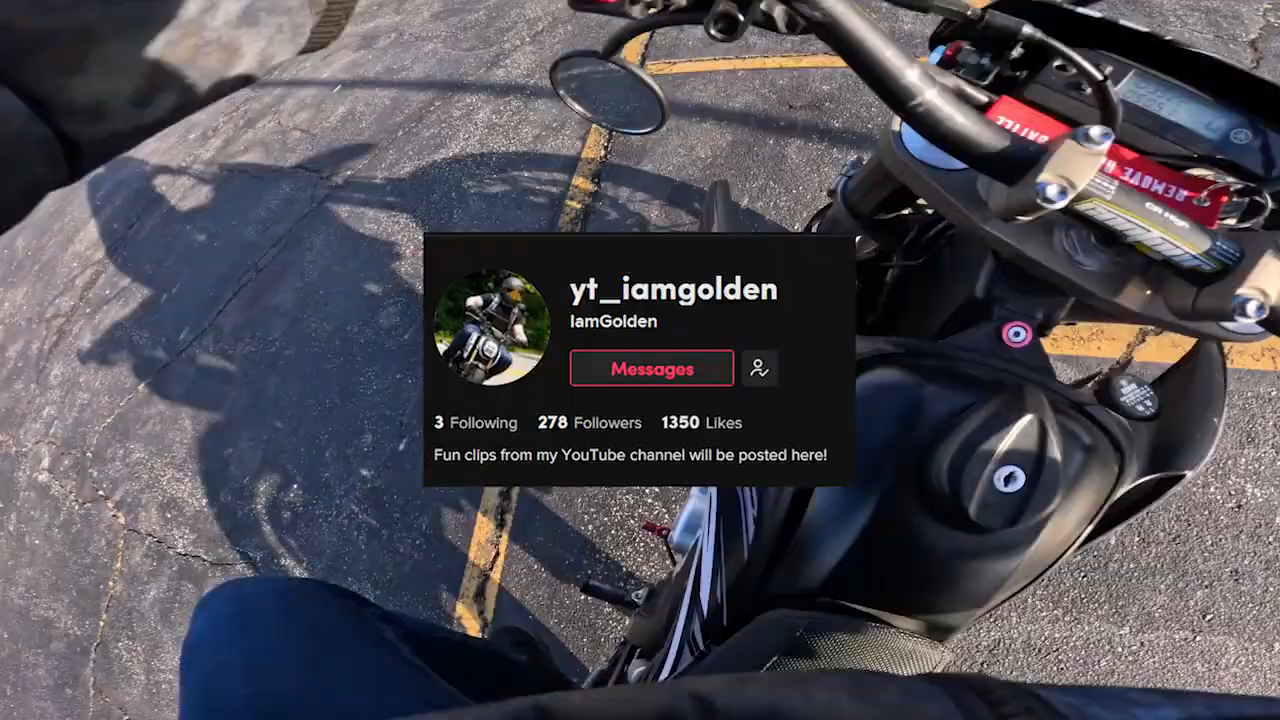 yt_iamgolden
IamGolden
Messages
3 Following 278 Followers 1350 Likes
Fun clips from my YouTube channel will be posted here!
REMOVE